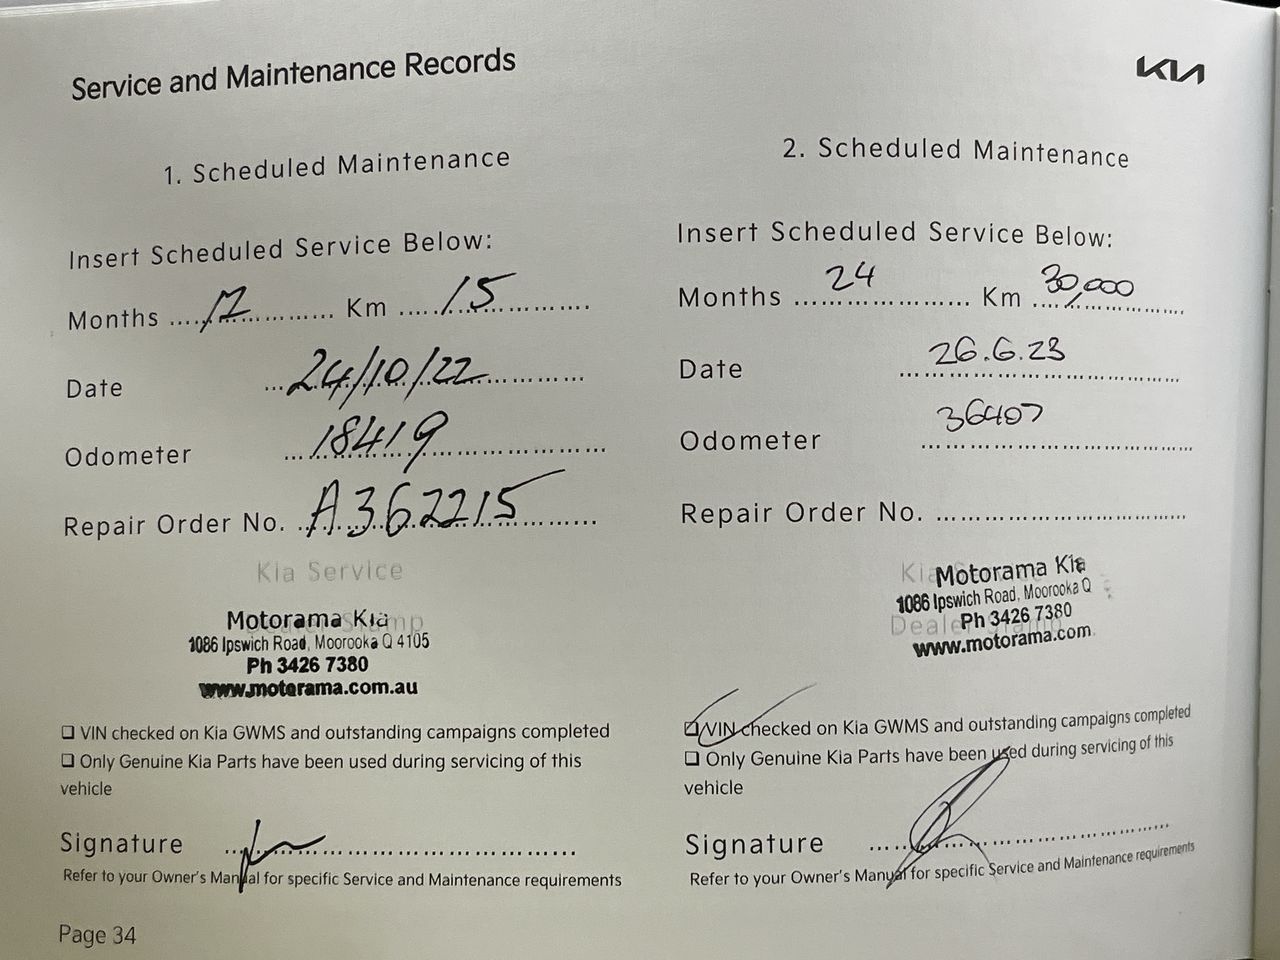 Service and Maintenance Records
KIA
1. Scheduled Maintenance
Insert Scheduled Service Below:
Months ....12............... Km ....15...............
Date ...24/10/22...............
Odometer ...18419...............
Repair Order No. ...A362215...............
Kia Service
Dealer Stamp
Motorama Kia
1086 Ipswich Road, Moorooka Q 4105
Ph 3426 7380
www.motorama.com.au
❑ VIN checked on Kia GWMS and outstanding campaigns completed
❑ Only Genuine Kia Parts have been used during servicing of this
vehicle
Signature ........................
Refer to your Owner's Manual for specific Service and Maintenance requirements
2. Scheduled Maintenance
Insert Scheduled Service Below:
Months ....24............... Km ....30,000...............
Date ...26.6.23...............
Odometer ...36407...............
Repair Order No. ........................
Motorama Kia
1086 Ipswich Road, Moorooka Q
Ph 3426 7380
www.motorama.com
❑ VIN checked on Kia GWMS and outstanding campaigns completed
❑ Only Genuine Kia Parts have been used during servicing of this
vehicle
Signature ........................
Refer to your Owner's Manual for specific Service and Maintenance requirements
Page 34